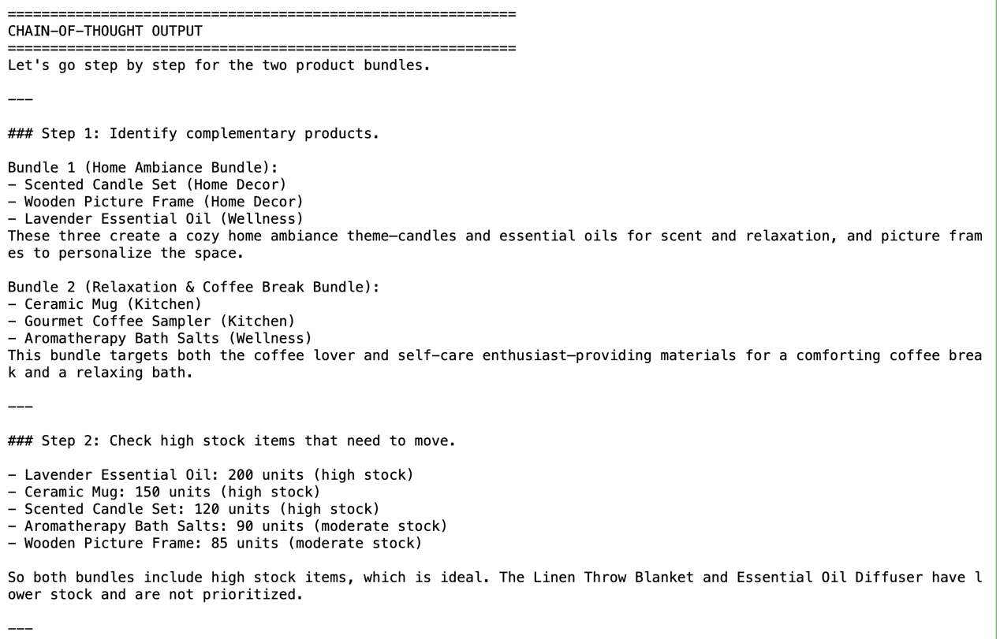 ============================================================
CHAIN-OF-THOUGHT OUTPUT
============================================================
Let's go step by step for the two product bundles.
---
### Step 1: Identify complementary products.
Bundle 1 (Home Ambiance Bundle):
- Scented Candle Set (Home Decor)
- Wooden Picture Frame (Home Decor)
- Lavender Essential Oil (Wellness)
These three create a cozy home ambiance theme—candles and essential oils for scent and relaxation, and picture fram
es to personalize the space.
Bundle 2 (Relaxation & Coffee Break Bundle):
- Ceramic Mug (Kitchen)
- Gourmet Coffee Sampler (Kitchen)
- Aromatherapy Bath Salts (Wellness)
This bundle targets both the coffee lover and self-care enthusiast—providing materials for a comforting coffee brea
k and a relaxing bath.
---
### Step 2: Check high stock items that need to move.
- Lavender Essential Oil: 200 units (high stock)
- Ceramic Mug: 150 units (high stock)
- Scented Candle Set: 120 units (high stock)
- Aromatherapy Bath Salts: 90 units (moderate stock)
- Wooden Picture Frame: 85 units (moderate stock)
So both bundles include high stock items, which is ideal. The Linen Throw Blanket and Essential Oil Diffuser have l
ower stock and are not prioritized.
---